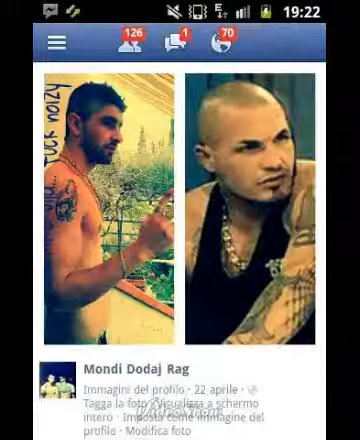 19:22
126
1
70
FUCK NOIZY
Mondi Dodaj Rag
Immagini del profilo · 22 aprile ·
Tagga la foto · Visualizza a schermo
intero · Imposta come immagine del
profilo · Modifica foto